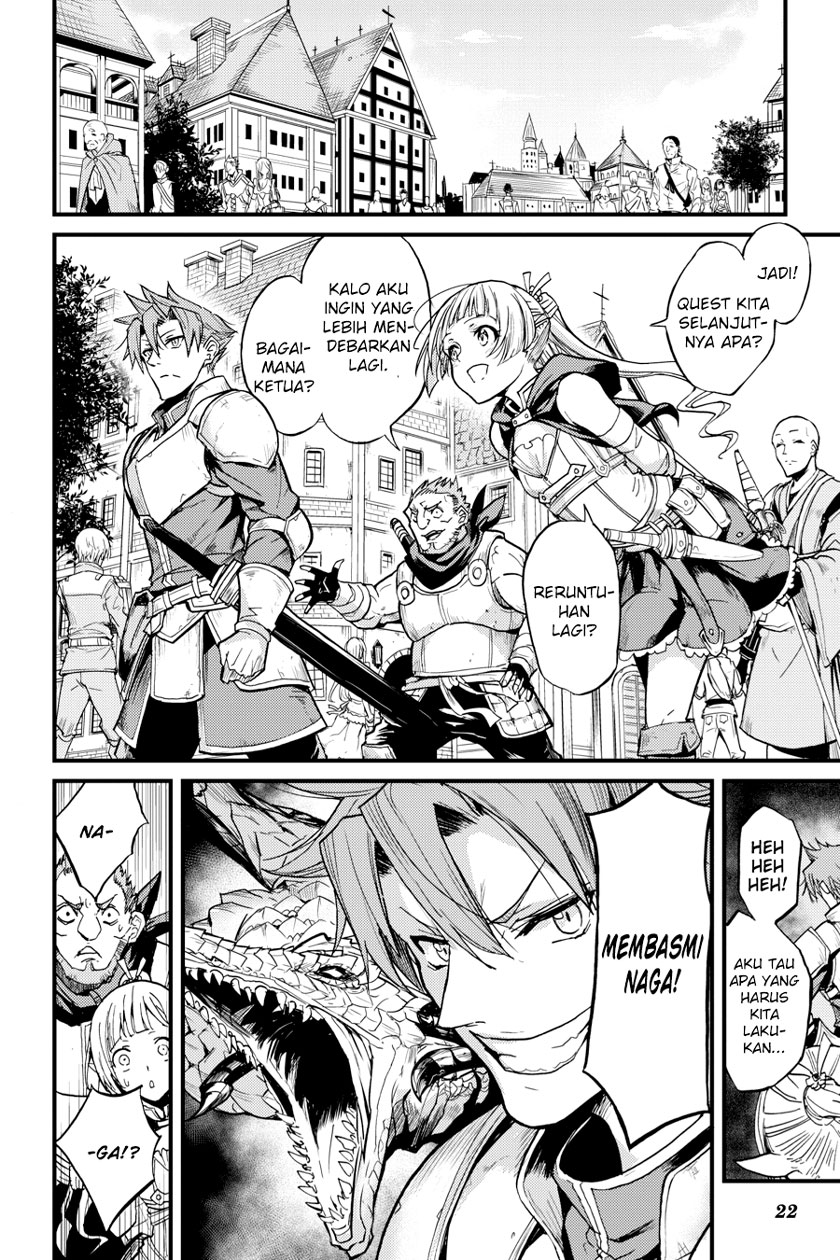 JADI!
QUEST KITA
SELANJUT-
NYA APA?
KALO AKU
INGIN YANG
LEBIH MEN-
DEBARKAN
LAGI.
BAGAI-
MANA
KETUA?
RERUNTU-
HAN
LAGI?
HEH
HEH
HEH!
AKU TAU
APA YANG
HARUS
KITA
LAKU-
KAN...
MEMBASMI
NAGA!
NA-
-GA!?
22